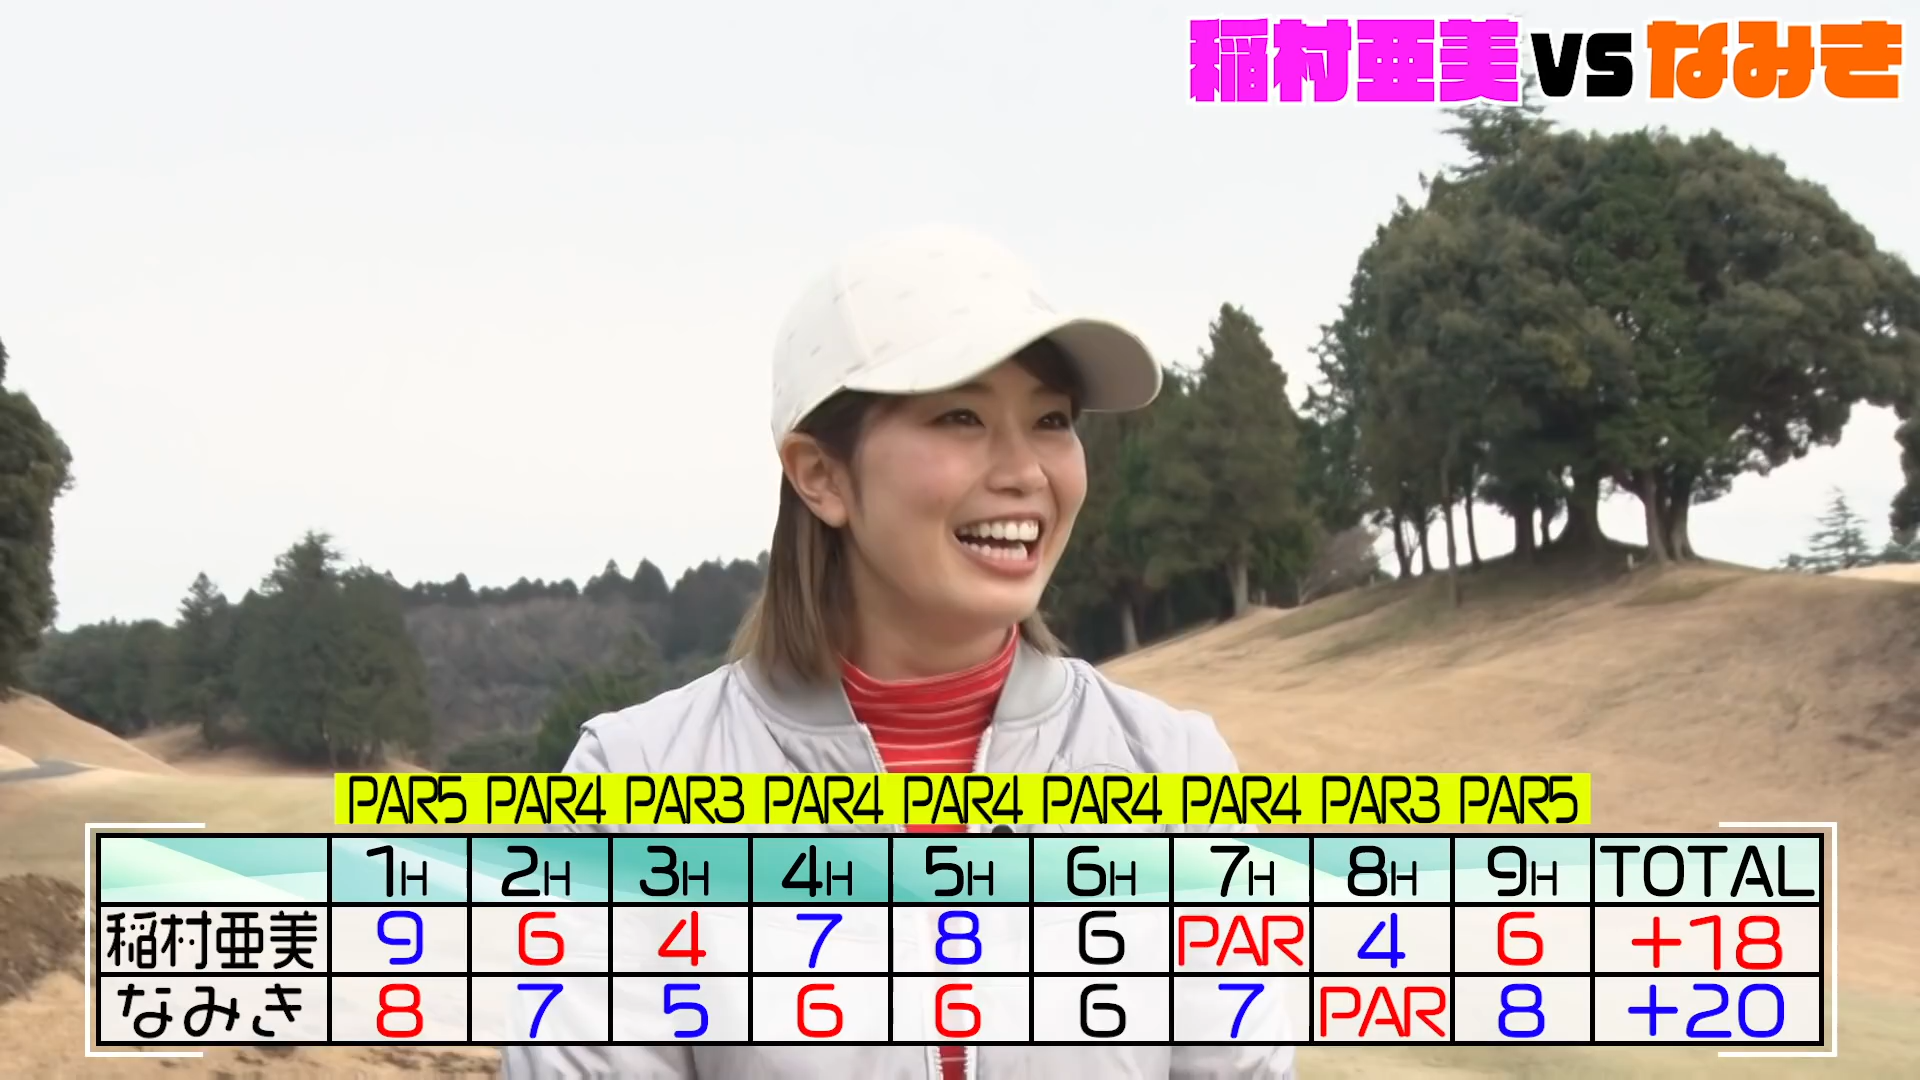 稲村亜美 vs なみき
PAR5 PAR4 PAR3 PAR4 PAR4 PAR4 PAR4 PAR3 PAR5
1H 2H 3H 4H 5H 6H 7H 8H 9H TOTAL
稲村亜美 9 6 4 7 8 6 PAR 4 6 +18
なみき 8 7 5 6 6 6 7 PAR 8 +20